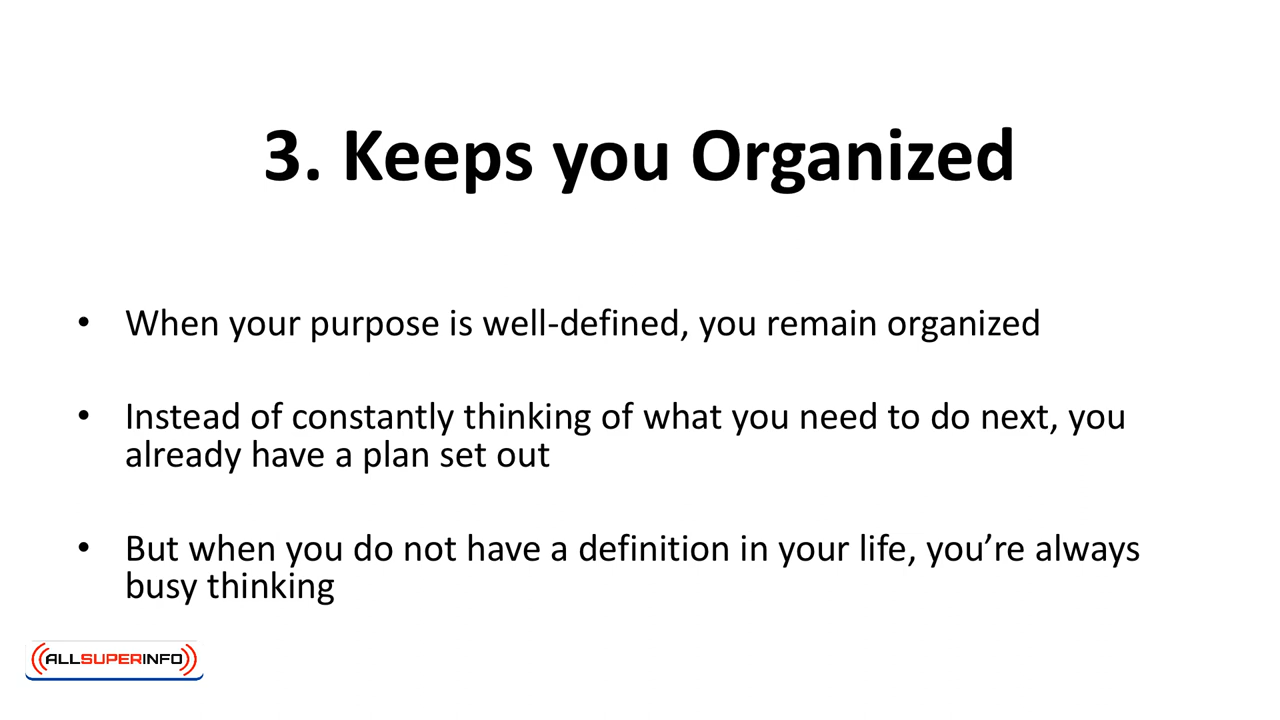 3. Keeps you Organized
• When your purpose is well-defined, you remain organized
• Instead of constantly thinking of what you need to do next, you
already have a plan set out
• But when you do not have a definition in your life, you’re always
busy thinking
ALLSUPERINFO